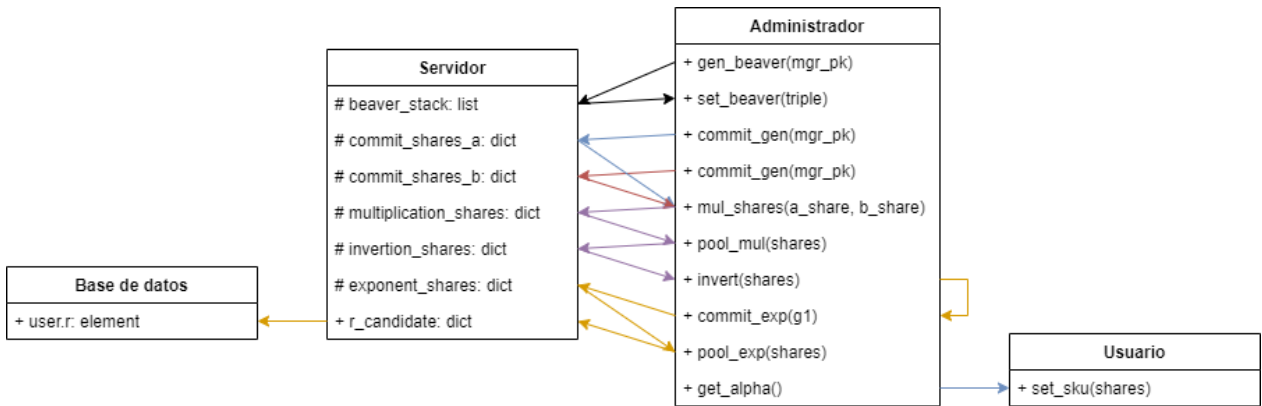 Administrador
+ gen_beaver(mgr_pk)
+ set_beaver(triple)
+ commit_gen(mgr_pk)
+ commit_gen(mgr_pk)
+ mul_shares(a_share, b_share)
+ pool_mul(shares)
+ invert(shares)
+ commit_exp(g1)
+ pool_exp(shares)
+ get_alpha()
Servidor
# beaver_stack: list
# commit_shares_a: dict
# commit_shares_b: dict
# multiplication_shares: dict
# invertion_shares: dict
# exponent_shares: dict
+ r_candidate: dict
Base de datos
+ user.r: element
Usuario
+ set_sku(shares)